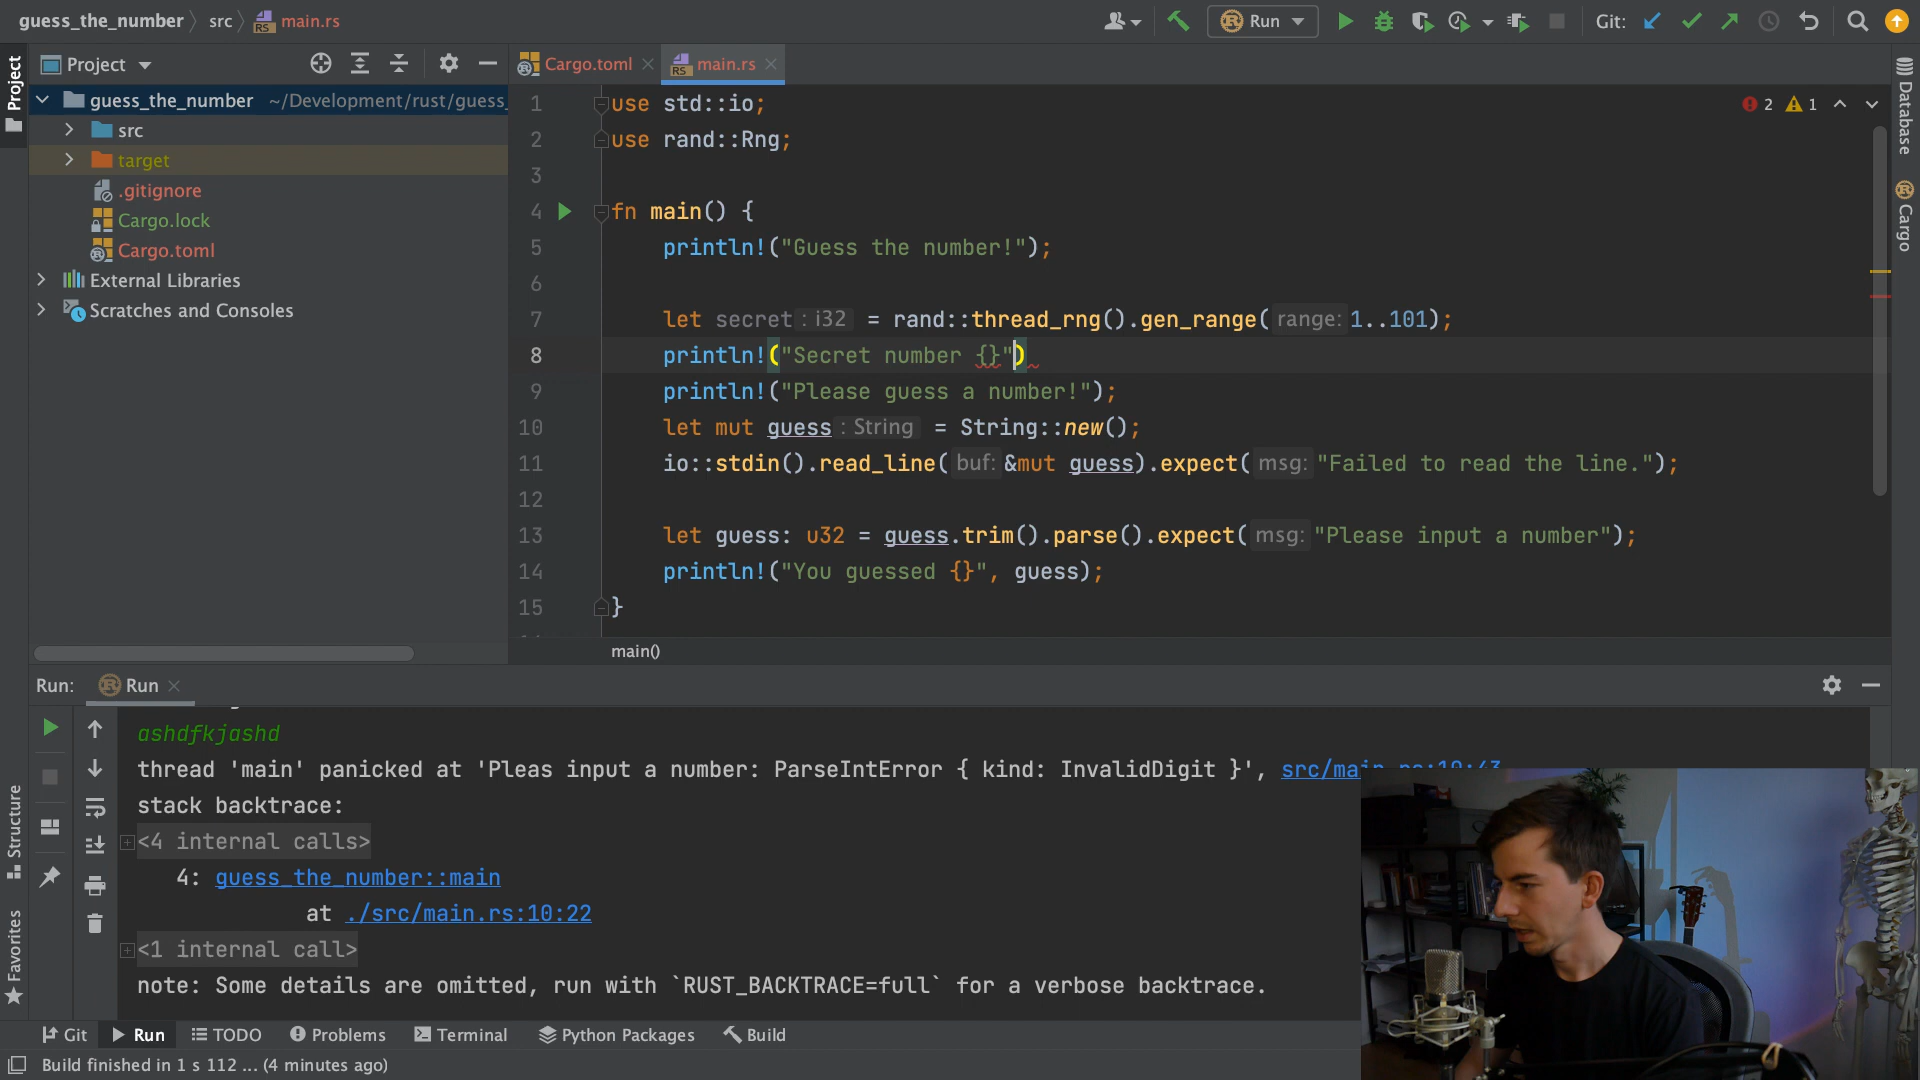 guess_the_number
src
main.rs
Run
Git:
Project
Project
Cargo.toml
main.rs
guess_the_number ~/Development/rust/guess_
src
target
.gitignore
Cargo.lock
Cargo.toml
External Libraries
Scratches and Consoles
2
1
1 use std::io;
2 use rand::Rng;
3
4 fn main() {
5 println!("Guess the number!");
6
7 let secret : i32 = rand::thread_rng().gen_range( range: 1..101);
8 println!("Secret number {}")
9 println!("Please guess a number!");
10 let mut guess : String = String::new();
11 io::stdin().read_line( buf: &mut guess).expect( msg: "Failed to read the line.");
12
13 let guess: u32 = guess.trim().parse().expect( msg: "Please input a number");
14 println!("You guessed {}", guess);
15 }
main()
Database
Cargo
Run:
Run
ashdfkjashd
thread 'main' panicked at 'Pleas input a number: ParseIntError { kind: InvalidDigit }', src/main.rs:10:43
stack backtrace:
<4 internal calls>
4: guess_the_number::main
at ./src/main.rs:10:22
<1 internal call>
note: Some details are omitted, run with `RUST_BACKTRACE=full` for a verbose backtrace.
Structure
Favorites
Git
Run
TODO
Problems
Terminal
Python Packages
Build
Build finished in 1 s 112 ... (4 minutes ago)